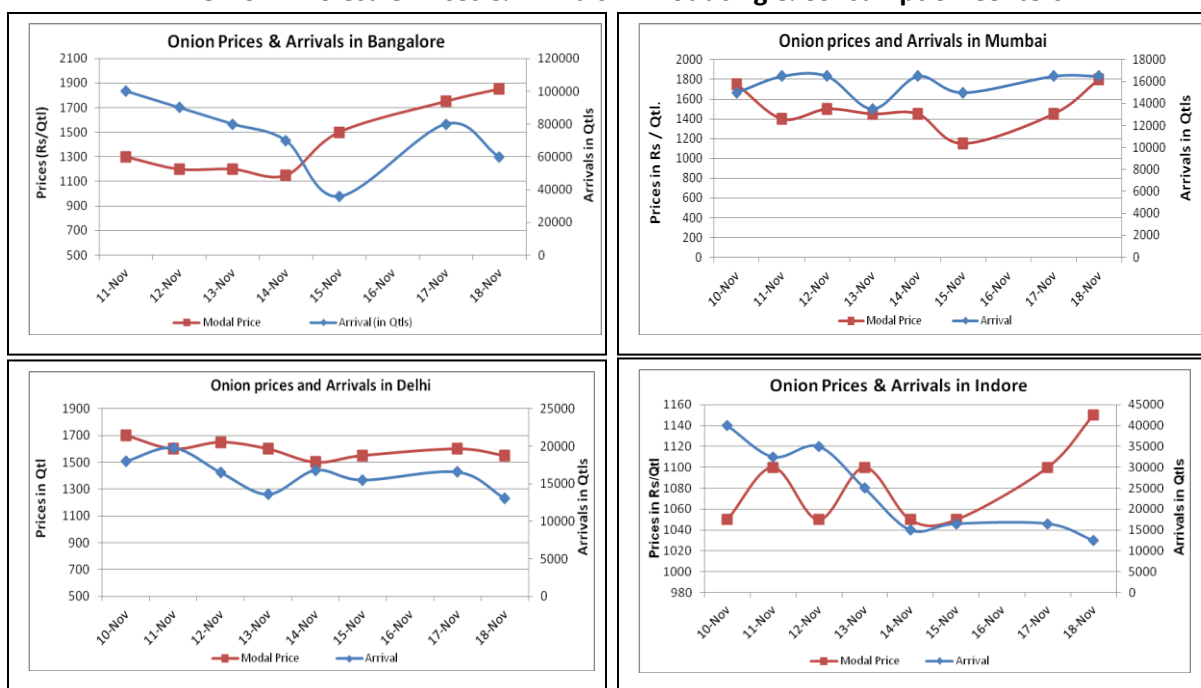 Onion Prices & Arrivals in Bangalore
Prices (Rs/Qtl)
2100
1900
1700
1500
1300
1100
900
700
500
120000
100000
80000
60000
40000
20000
0
Arrivals in Qtls
11-Nov
12-Nov
13-Nov
14-Nov
15-Nov
16-Nov
17-Nov
18-Nov
Modal Price
Arrival (in Qtls)
Onion prices and Arrivals in Mumbai
Prices in Rs / Qtl.
2000
1800
1600
1400
1200
1000
800
600
400
200
0
18000
16000
14000
12000
10000
8000
6000
4000
2000
0
Arrivals in Qtls
10-Nov
11-Nov
12-Nov
13-Nov
14-Nov
15-Nov
16-Nov
17-Nov
18-Nov
Modal Price
Arrival
Onion prices and Arrivals in Delhi
Prices in Qtl
1900
1700
1500
1300
1100
900
700
500
25000
20000
15000
10000
5000
0
Arrivals in Qtls
10-Nov
11-Nov
12-Nov
13-Nov
14-Nov
15-Nov
16-Nov
17-Nov
18-Nov
Modal Price
Arrival
Onion Prices & Arrivals in Indore
Prices in Rs/Qtl
1160
1140
1120
1100
1080
1060
1040
1020
1000
980
45000
40000
35000
30000
25000
20000
15000
10000
5000
0
Arrivals in Qtls
10-Nov
11-Nov
12-Nov
13-Nov
14-Nov
15-Nov
16-Nov
17-Nov
18-Nov
Modal Price
Arrival